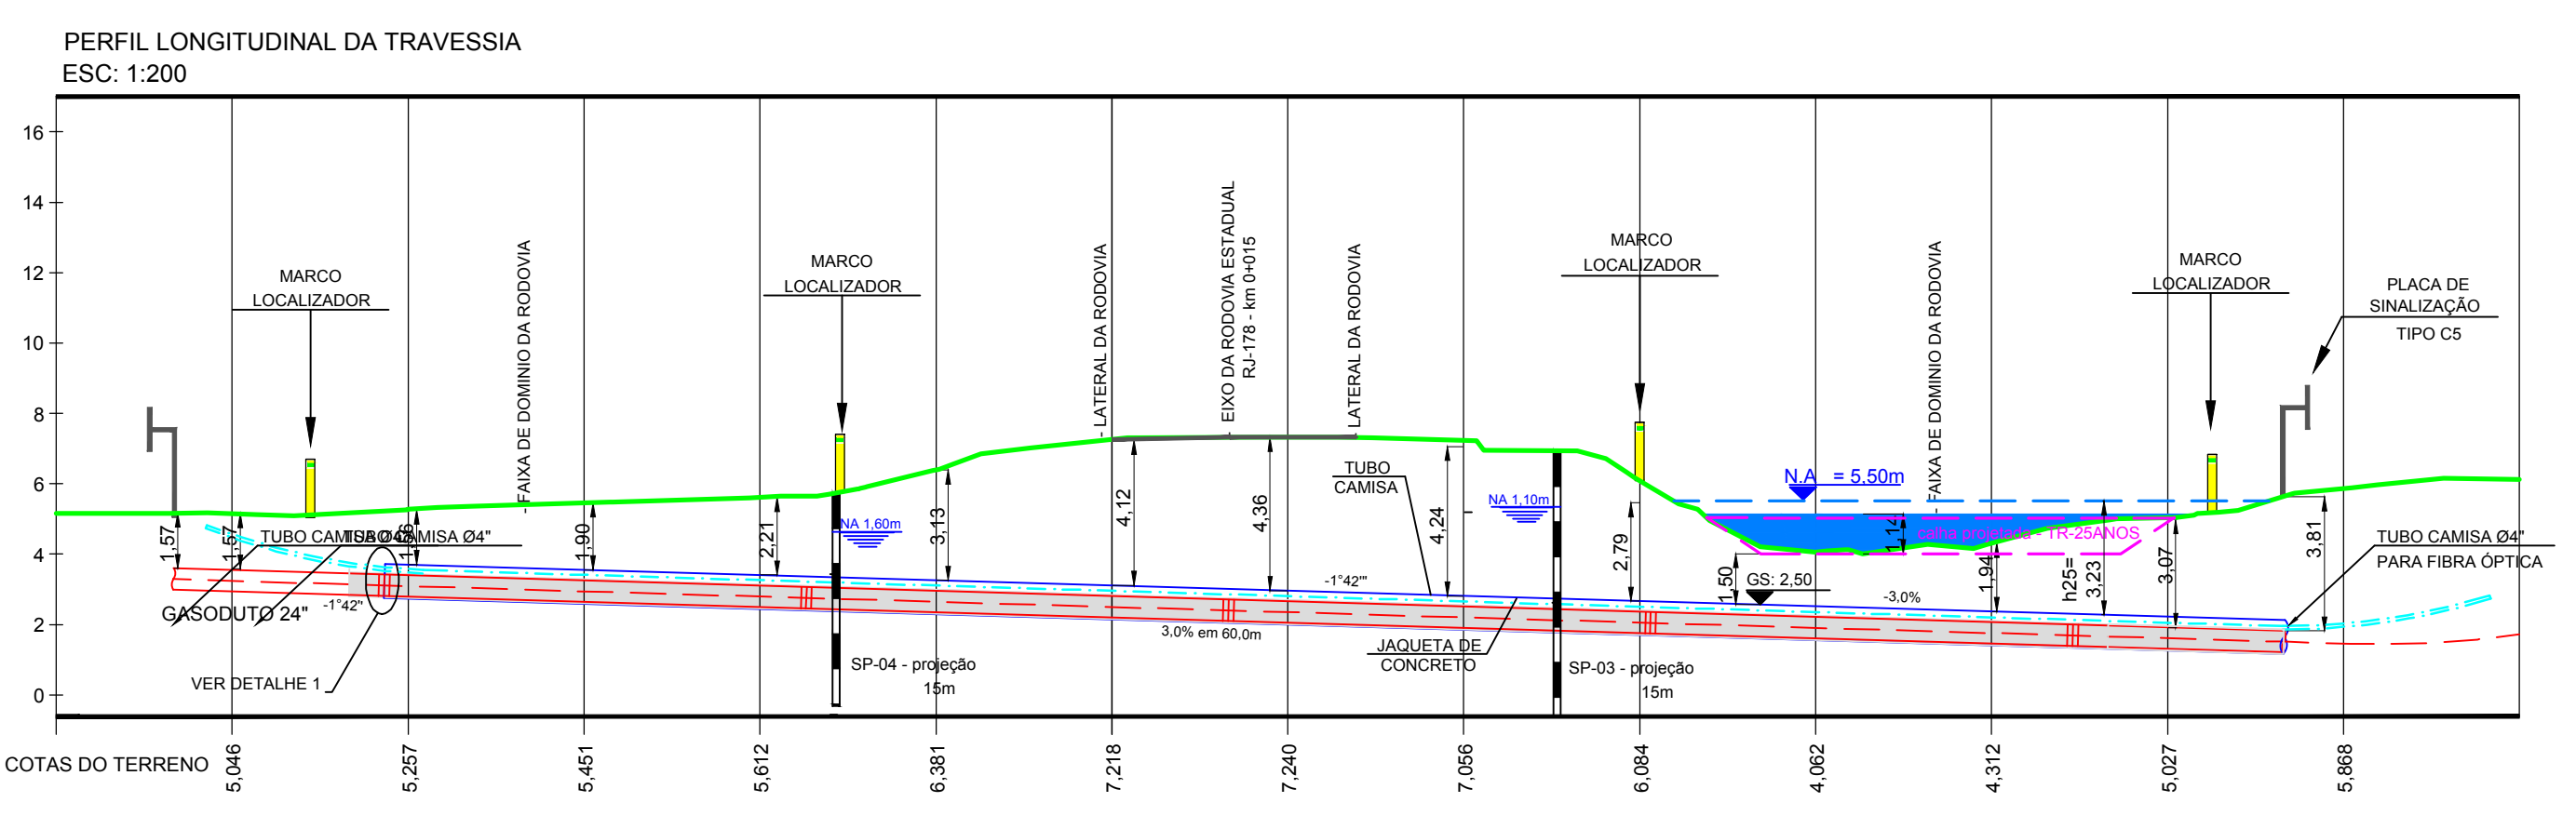 PERFIL LONGITUDINAL DA TRAVESSIA
ESC: 1:200
16
14
12
10
8
6
4
2
0
MARCO
LOCALIZADOR
FAIXA DE DOMINIO DA RODOVIA
MARCO
LOCALIZADOR
LATERAL DA RODOVIA
EIXO DA RODOVIA ESTADUAL
RJ-178 - km 0+015
LATERAL DA RODOVIA
MARCO
LOCALIZADOR
FAIXA DE DOMINIO DA RODOVIA
MARCO
LOCALIZADOR
PLACA DE
SINALIZAÇÃO
TIPO C5
TUBO
CAMISA
N.A = 5,50m
NA 1,60m
NA 1,10m
1,57
1,57
1,90
2,21
3,13
4,12
4,36
4,24
2,79
1,50
1,14
1,94
h25=
3,23
3,07
3,81
TUBO CAMISA Ø4"
calha projetada - TR-25ANOS
GS: 2,50
TUBO CAMISA Ø4"
PARA FIBRA ÓPTICA
GASODUTO 24"
-1°42"
-1°42'"
-3,0%
3,0% em 60,0m
JAQUETA DE
CONCRETO
VER DETALHE 1
SP-04 - projeção
15m
SP-03 - projeção
15m
COTAS DO TERRENO
5,046
5,257
5,451
5,612
6,381
7,218
7,240
7,056
6,084
4,062
4,312
5,027
5,868